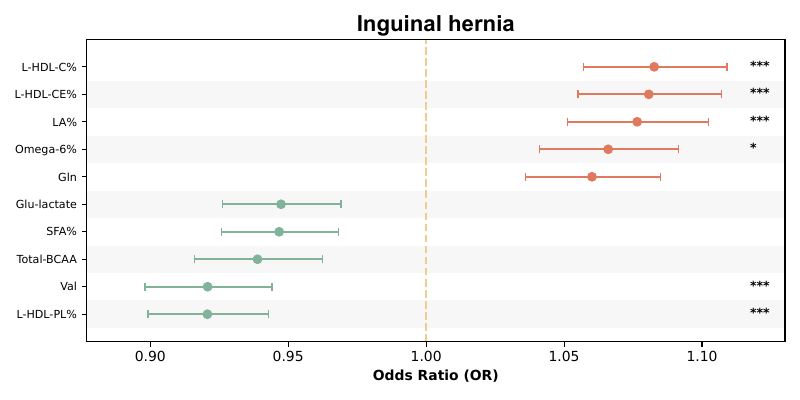 Inguinal hernia
L-HDL-C% ***
L-HDL-CE% ***
LA% ***
Omega-6% *
Gln
Glu-lactate
SFA%
Total-BCAA
Val ***
L-HDL-PL% ***
0.90 0.95 1.00 1.05 1.10
Odds Ratio (OR)